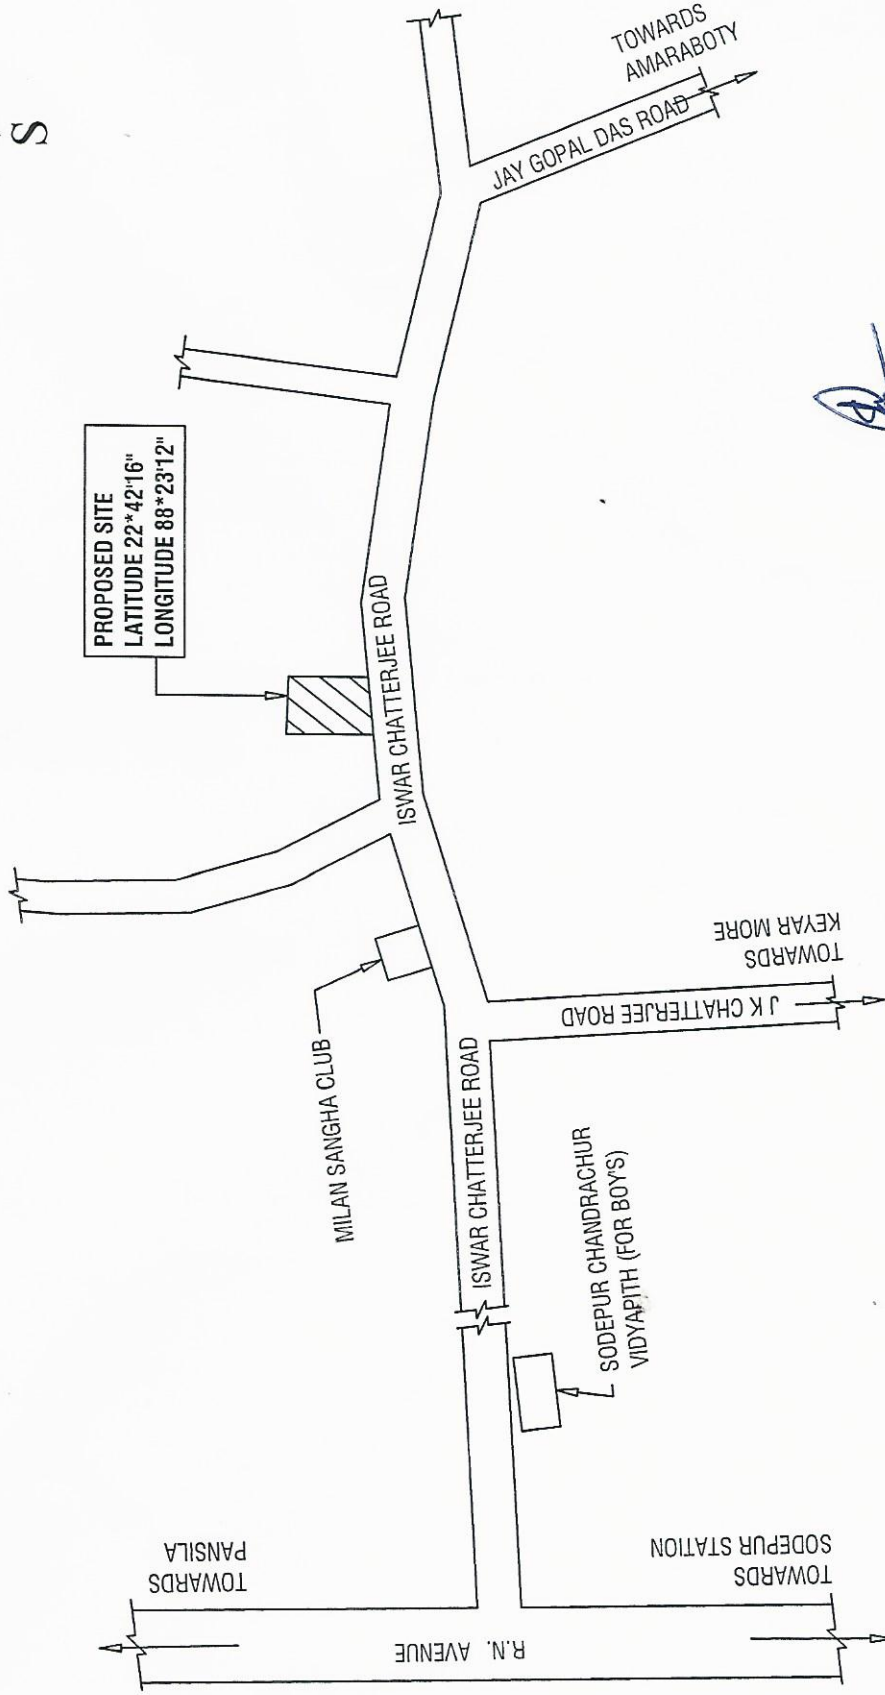 S
TOWARDS
AMARABOTY
JAY GOPAL DAS ROAD
PROPOSED SITE
LATITUDE 22*42'16"
LONGITUDE 88*23'12"
ISWAR CHATTERJEE ROAD
MILAN SANGHA CLUB
TOWARDS
KEYAR MORE
J K CHATTERJEE ROAD
ISWAR CHATTERJEE ROAD
SODEPUR CHANDRACHUR
VIDYAPITH (FOR BOY'S)
TOWARDS
PANSILA
TOWARDS
SODEPUR STATION
R.N. AVENUE